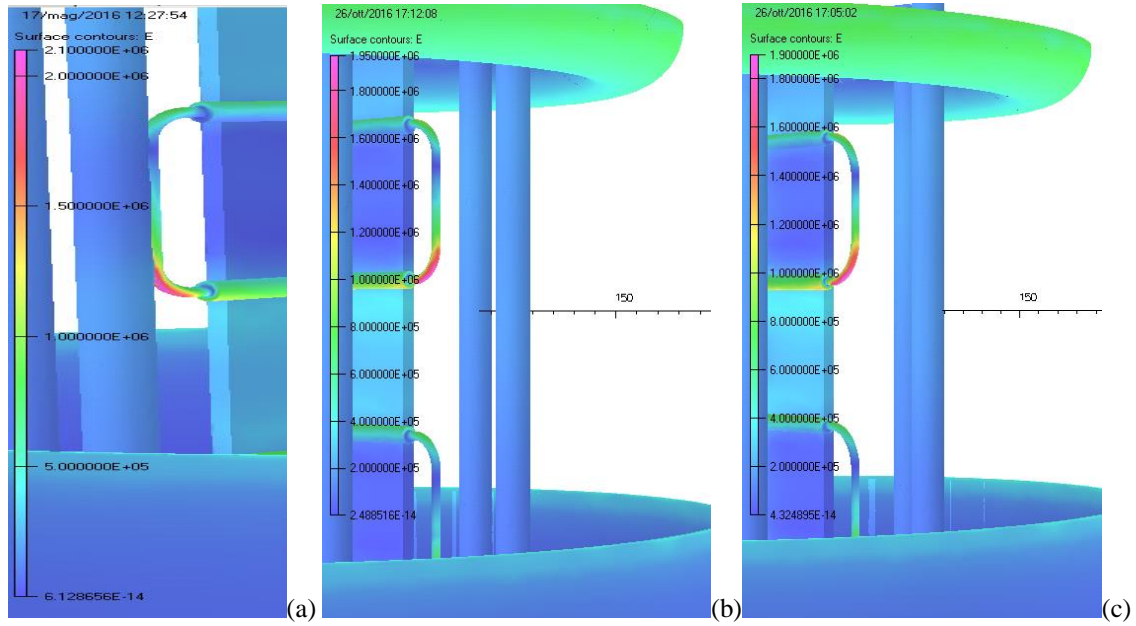 17/mag/2016 12:27:54
Surface contours: E
2.100000E+06
2.000000E+06
1.500000E+06
1.000000E+06
5.000000E+05
6.128656E-14
(a)
26/ott/2016 17:12:08
Surface contours: E
1.950000E+06
1.800000E+06
1.600000E+06
1.400000E+06
1.200000E+06
1.000000E+06
8.000000E+05
6.000000E+05
4.000000E+05
2.000000E+05
2.488516E-14
150
(b)
26/ott/2016 17:05:02
Surface contours: E
1.900000E+06
1.800000E+06
1.600000E+06
1.400000E+06
1.200000E+06
1.000000E+06
8.000000E+05
6.000000E+05
4.000000E+05
2.000000E+05
4.324895E-14
150
(c)